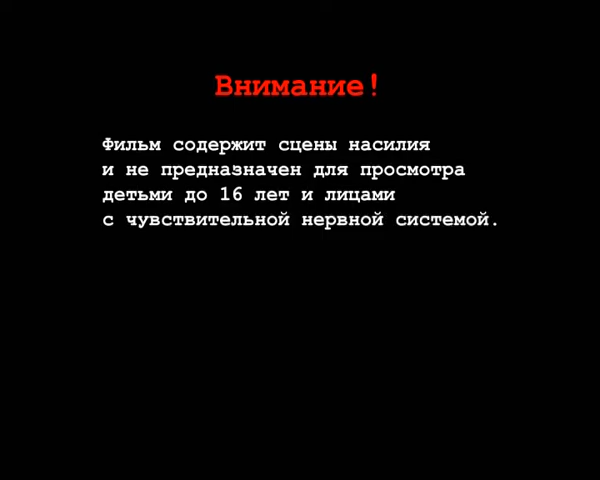 Внимание!
Фильм содержит сцены насилия
и не предназначен для просмотра
детьми до 16 лет и лицами
с чувствительной нервной системой.